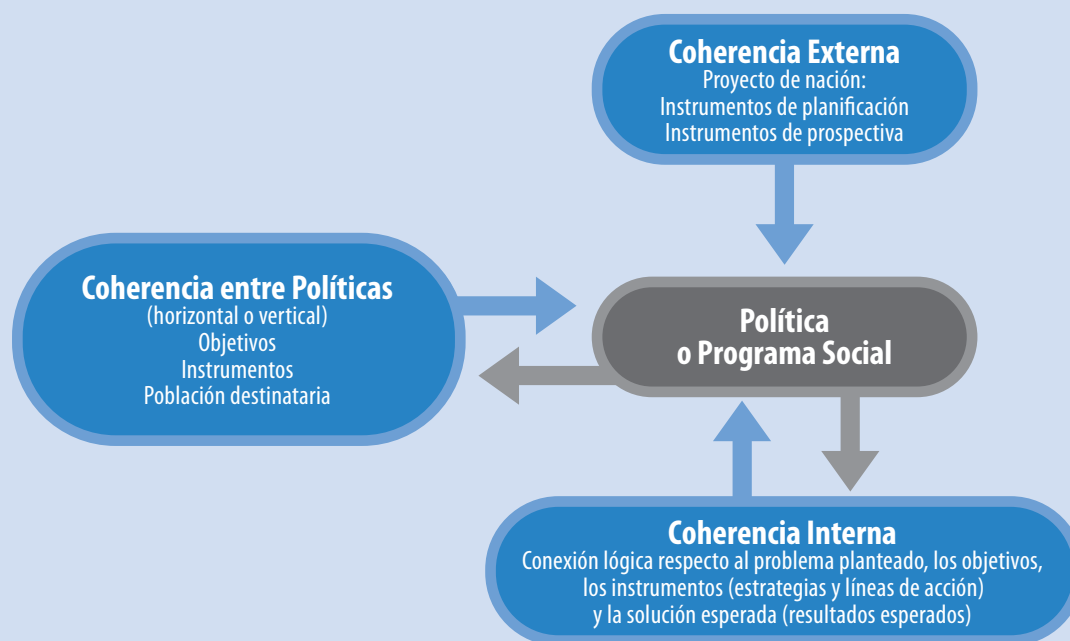 Coherencia Externa
Proyecto de nación:
Instrumentos de planificación
Instrumentos de prospectiva
Coherencia entre Políticas
(horizontal o vertical)
Objetivos
Instrumentos
Población destinataria
Política
o Programa Social
Coherencia Interna
Conexión lógica respecto al problema planteado, los objetivos,
los instrumentos (estrategias y líneas de acción)
y la solución esperada (resultados esperados)